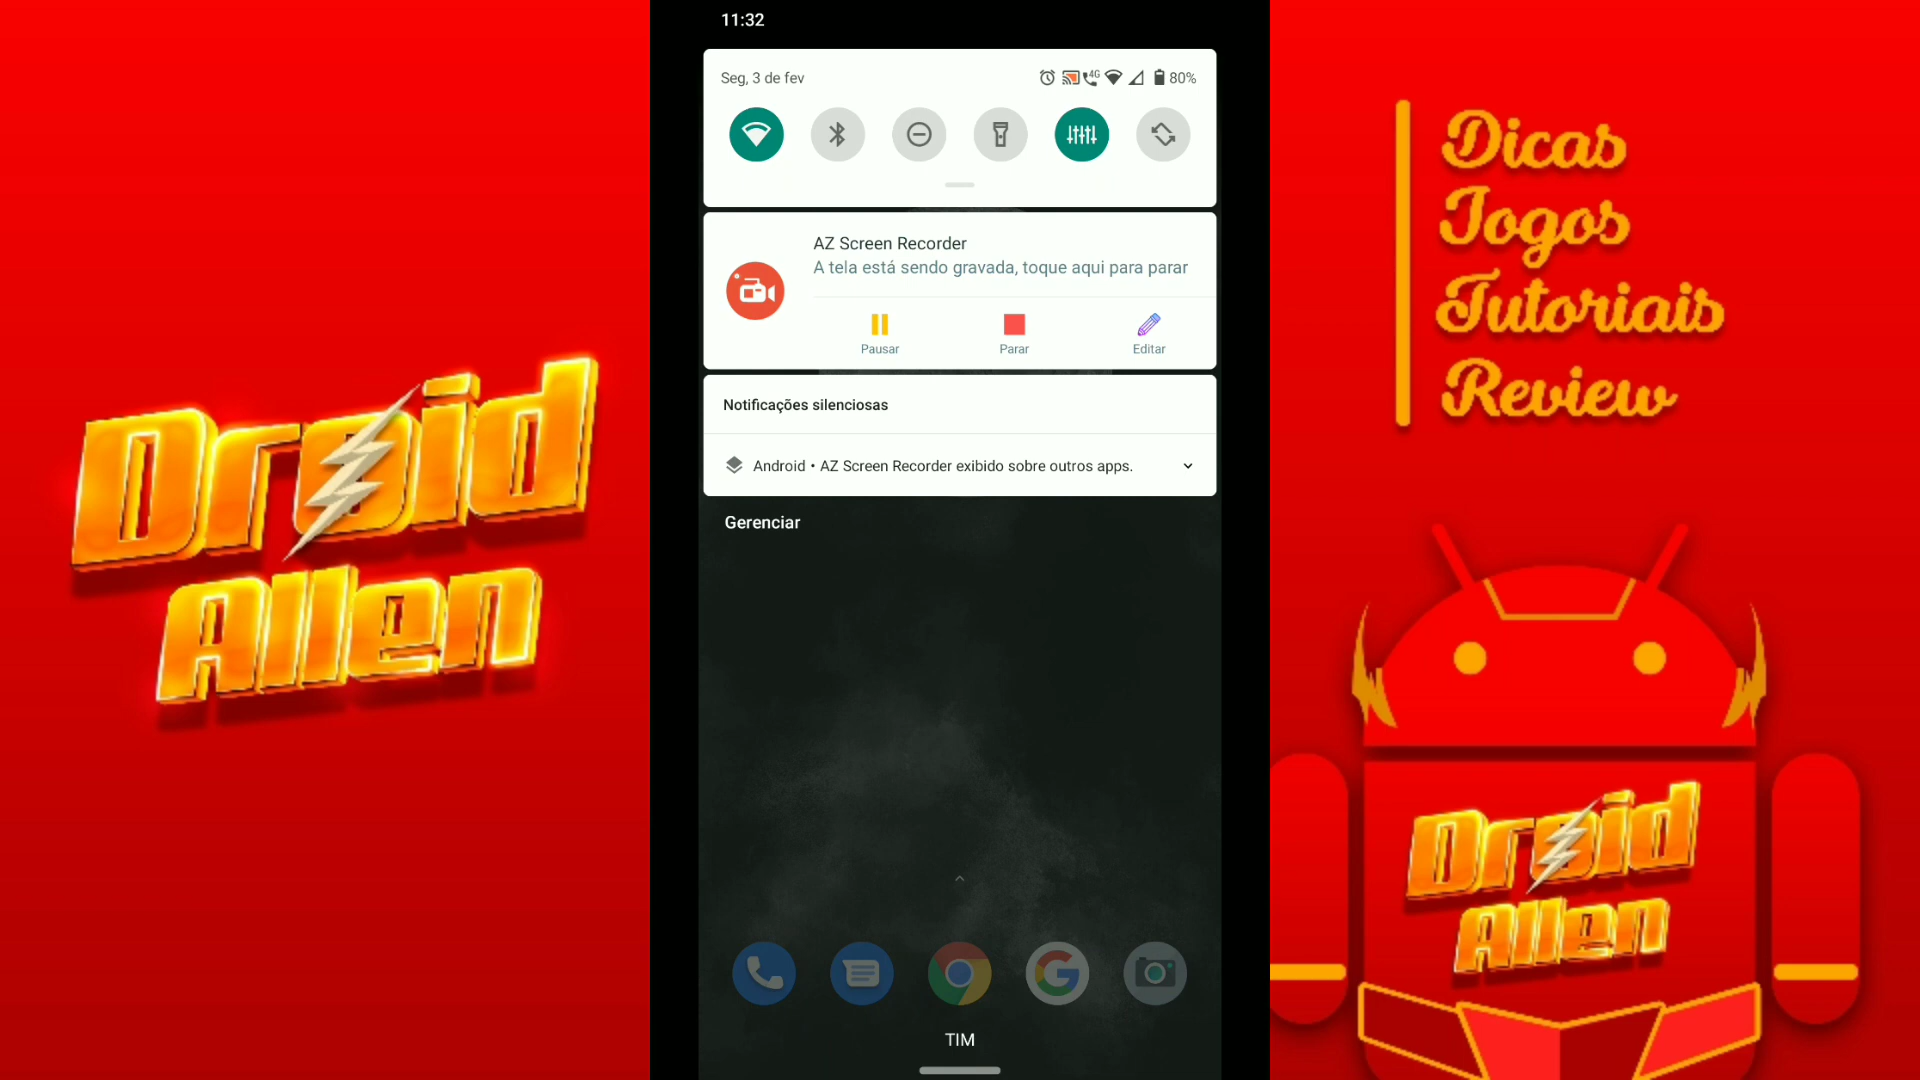 Droid
Allen
11:32
Seg, 3 de fev
4G
80%
AZ Screen Recorder
A tela está sendo gravada, toque aqui para parar
Pausar
Parar
Editar
Notificações silenciosas
Android • AZ Screen Recorder exibido sobre outros apps.
Gerenciar
TIM
Dicas
Jogos
Tutoriais
Review
Droid
Allen